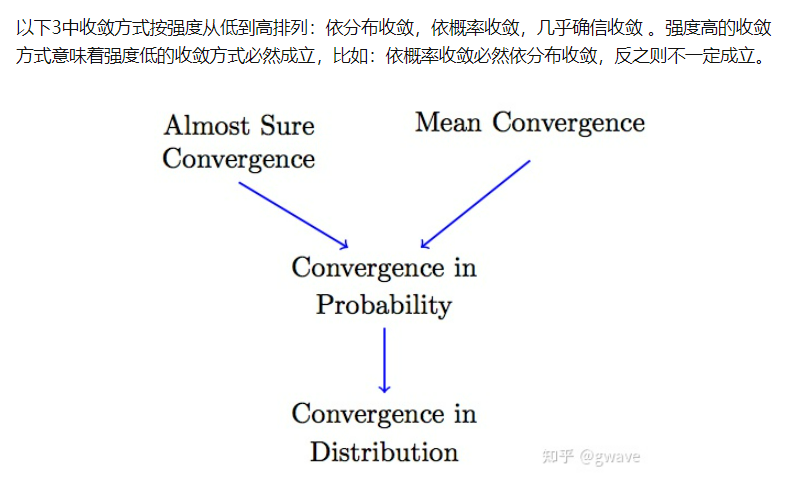 以下3中收敛方式按强度从低到高排列：依分布收敛，依概率收敛，几乎确信收敛 。强度高的收敛
方式意味着强度低的收敛方式必然成立，比如：依概率收敛必然依分布收敛，反之则不一定成立。
Almost Sure
Convergence
Mean Convergence
Convergence in
Probability
Convergence in
Distribution
知乎 @gwave